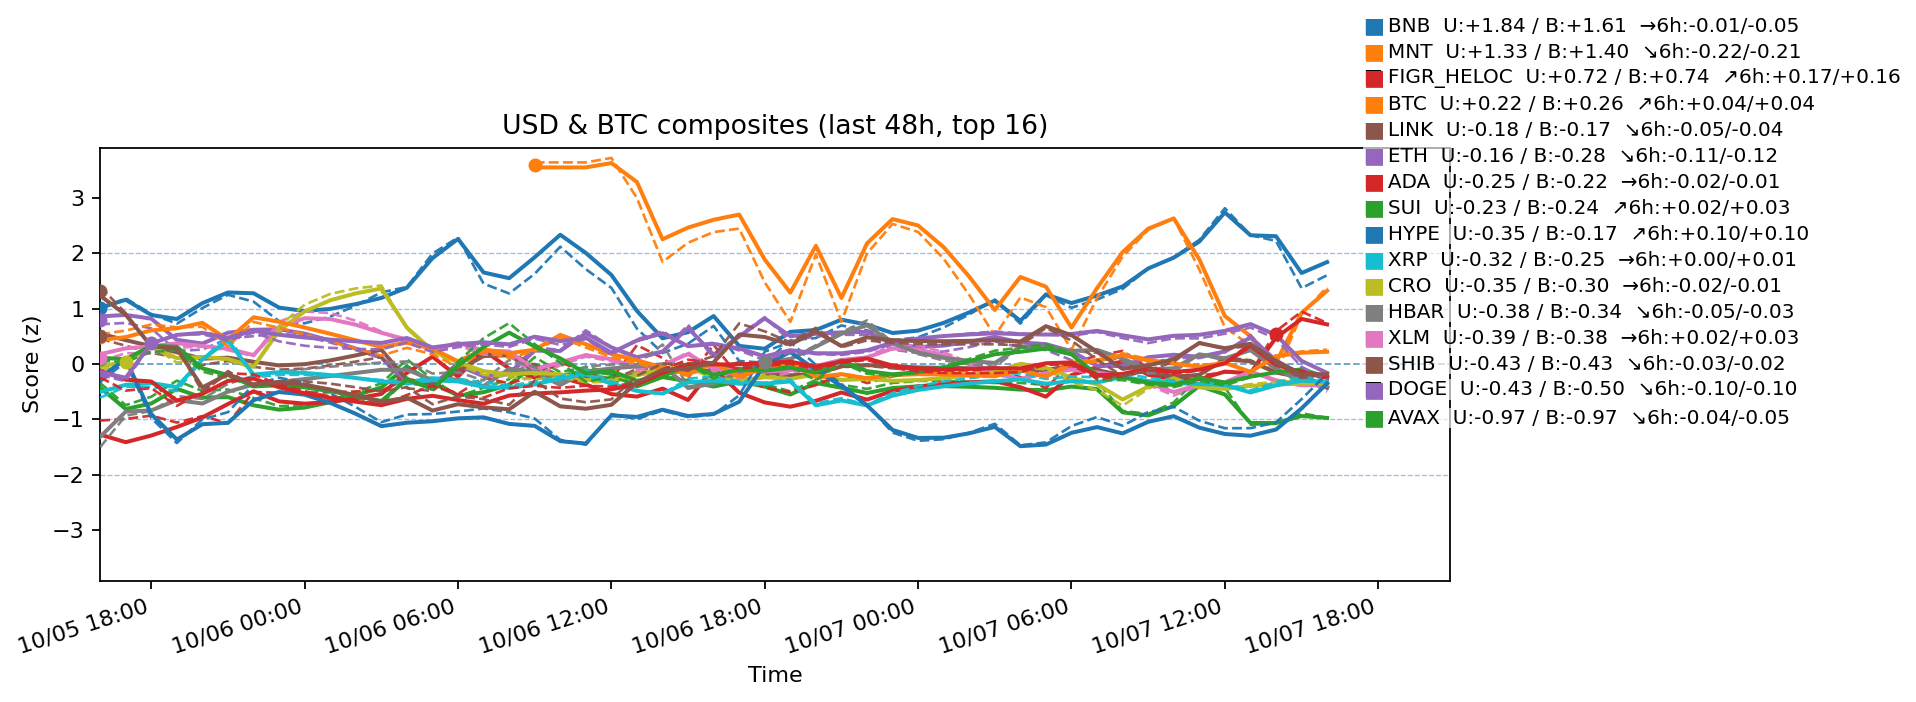 BNB U:+1.84 / B:+1.61 →6h:-0.01/-0.05
MNT U:+1.33 / B:+1.40 ↘6h:-0.22/-0.21
FIGR_HELOC U:+0.72 / B:+0.74 ↗6h:+0.17/+0.16
BTC U:+0.22 / B:+0.26 ↗6h:+0.04/+0.04
LINK U:-0.18 / B:-0.17 ↘6h:-0.05/-0.04
ETH U:-0.16 / B:-0.28 ↘6h:-0.11/-0.12
ADA U:-0.25 / B:-0.22 →6h:-0.02/-0.01
SUI U:-0.23 / B:-0.24 ↗6h:+0.02/+0.03
HYPE U:-0.35 / B:-0.17 ↗6h:+0.10/+0.10
XRP U:-0.32 / B:-0.25 →6h:+0.00/+0.01
CRO U:-0.35 / B:-0.30 →6h:-0.02/-0.01
HBAR U:-0.38 / B:-0.34 ↘6h:-0.05/-0.03
XLM U:-0.39 / B:-0.38 →6h:+0.02/+0.03
SHIB U:-0.43 / B:-0.43 ↘6h:-0.03/-0.02
DOGE U:-0.43 / B:-0.50 ↘6h:-0.10/-0.10
AVAX U:-0.97 / B:-0.97 ↘6h:-0.04/-0.05
USD & BTC composites (last 48h, top 16)
Score (z)
3
2
1
0
−1
−2
−3
10/05 18:00
10/06 00:00
10/06 06:00
10/06 12:00
10/06 18:00
10/07 00:00
10/07 06:00
10/07 12:00
10/07 18:00
Time